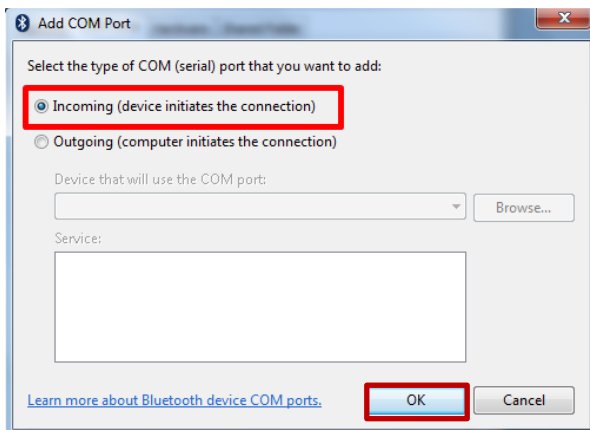 Add COM Port
Select the type of COM (serial) port that you want to add:
Incoming (device initiates the connection)
Outgoing (computer initiates the connection)
Device that will use the COM port:
Browse...
Service:
Learn more about Bluetooth device COM ports.
OK
Cancel